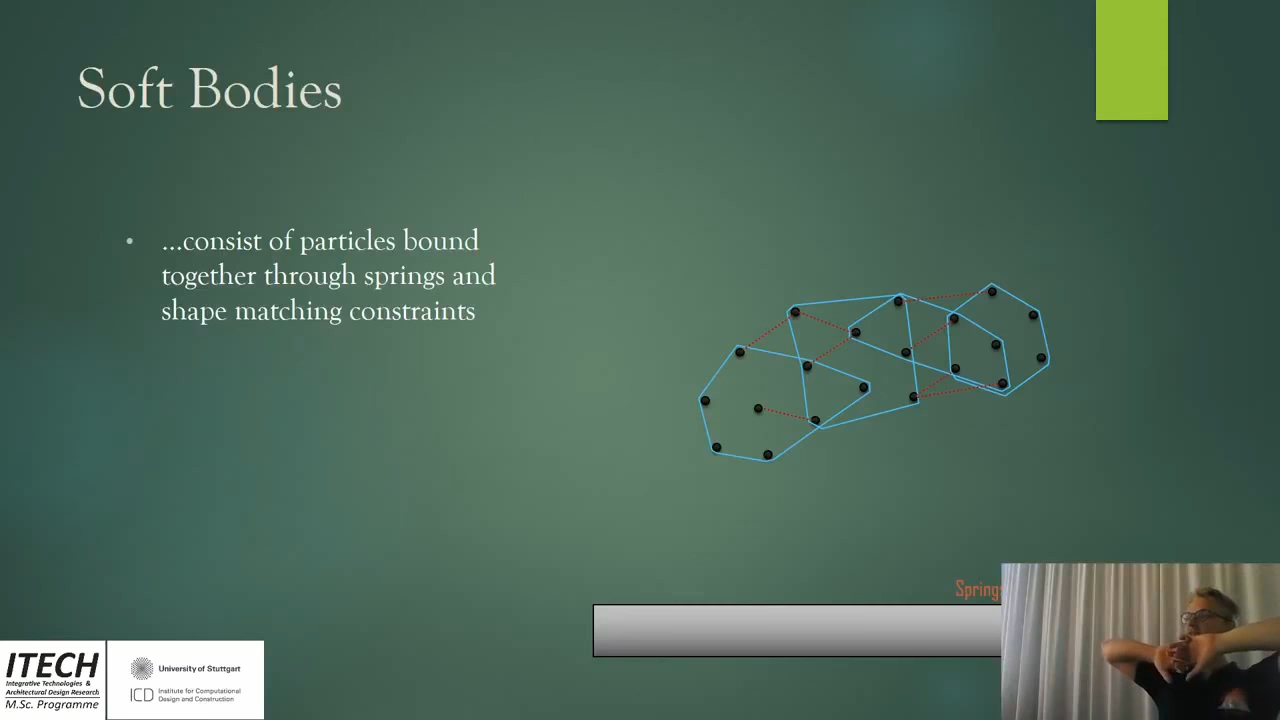 Soft Bodies
• ...consist of particles bound
together through springs and
shape matching constraints
Springs
ITECH
Integrative Technologies &
Architectural Design Research
M.Sc. Programme
University of Stuttgart
ICD
Institute for Computational
Design and Construction